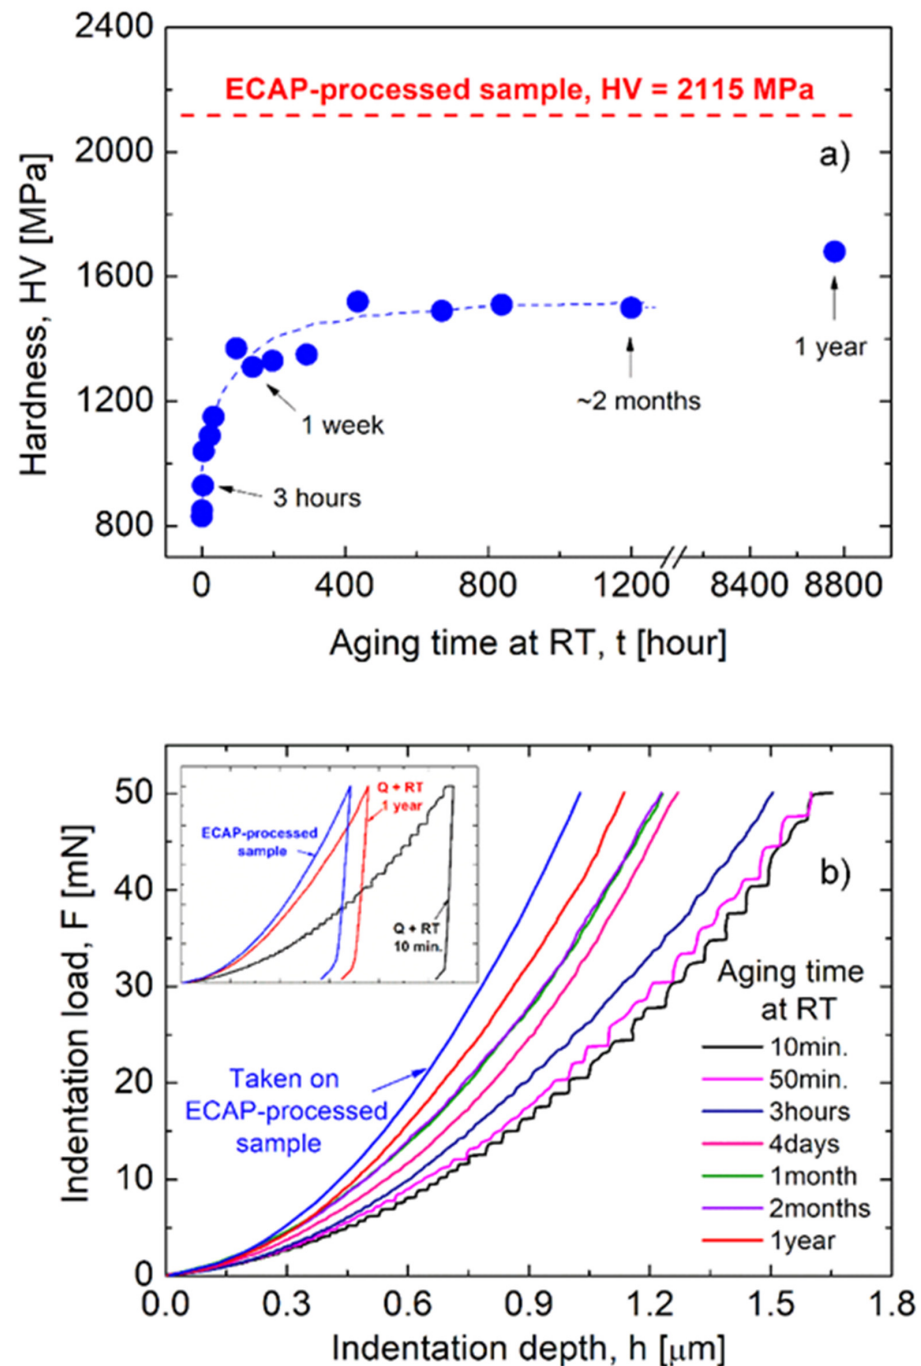 2400
2000
1600
1200
800
Hardness, HV [MPa]
ECAP-processed sample, HV = 2115 MPa
a)
1 year
~2 months
1 week
3 hours
0 400 800 1200 8400 8800
Aging time at RT, t [hour]
50
40
30
20
10
0
Indentation load, F [mN]
Q + RT
1 year
ECAP-processed
sample
Q + RT
10 min.
b)
Taken on
ECAP-processed
sample
Aging time
at RT
10min.
50min.
3hours
4days
1month
2months
1year
0.0 0.3 0.6 0.9 1.2 1.5 1.8
Indentation depth, h [μm]